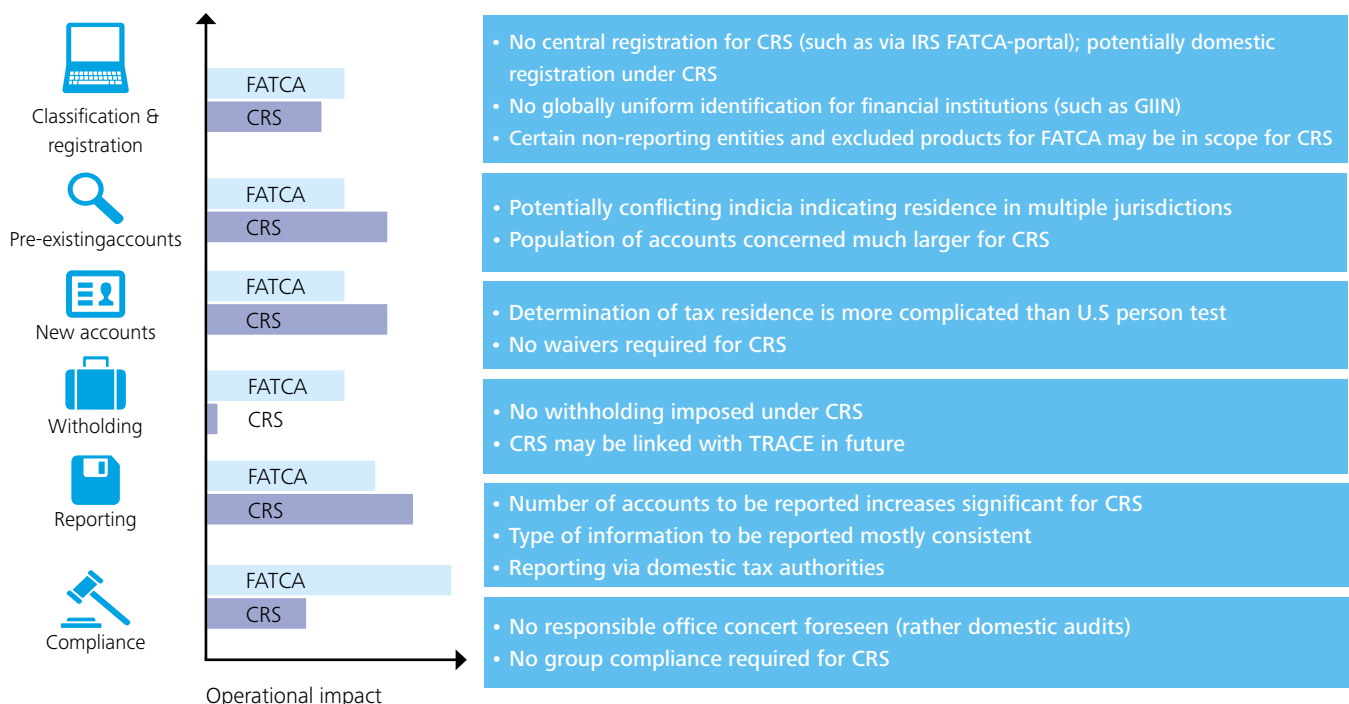 FATCA
CRS
Classification &
registration
• No central registration for CRS (such as via IRS FATCA-portal); potentially domestic
registration under CRS
• No globally uniform identification for financial institutions (such as GIIN)
• Certain non-reporting entities and excluded products for FATCA may be in scope for CRS
FATCA
CRS
Pre-existingaccounts
• Potentially conflicting indicia indicating residence in multiple jurisdictions
• Population of accounts concerned much larger for CRS
FATCA
CRS
New accounts
• Determination of tax residence is more complicated than U.S person test
• No waivers required for CRS
FATCA
CRS
Witholding
• No withholding imposed under CRS
• CRS may be linked with TRACE in future
FATCA
CRS
Reporting
• Number of accounts to be reported increases significant for CRS
• Type of information to be reported mostly consistent
• Reporting via domestic tax authorities
FATCA
CRS
Compliance
• No responsible office concert foreseen (rather domestic audits)
• No group compliance required for CRS
Operational impact